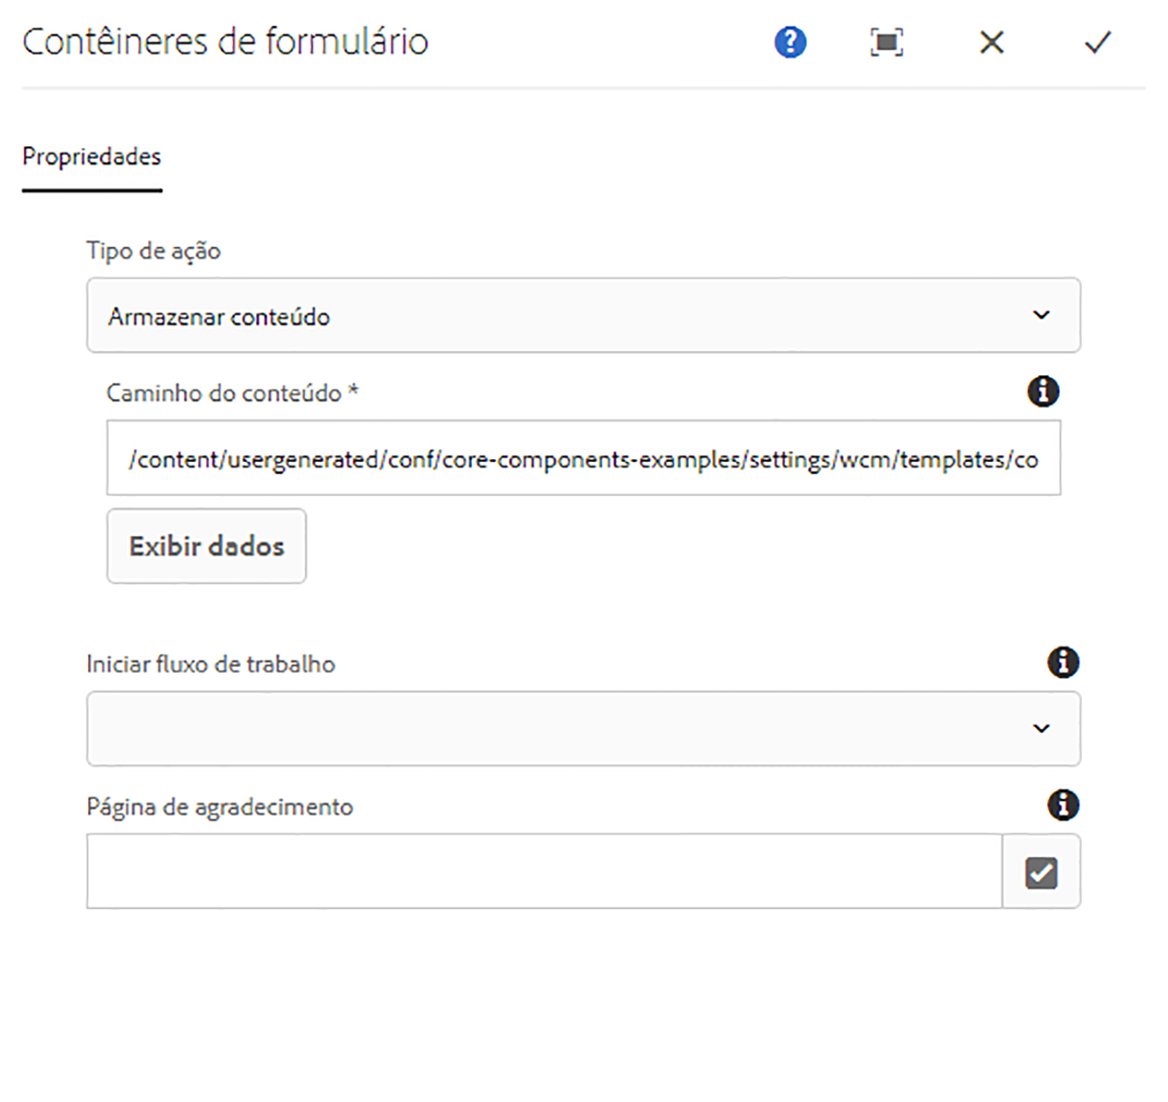 Contêineres de formulário
Propriedades
Tipo de ação
Armazenar conteúdo
Caminho do conteúdo *
/content/usergenerated/conf/core-components-examples/settings/wcm/templates/co
Exibir dados
Iniciar fluxo de trabalho
Página de agradecimento